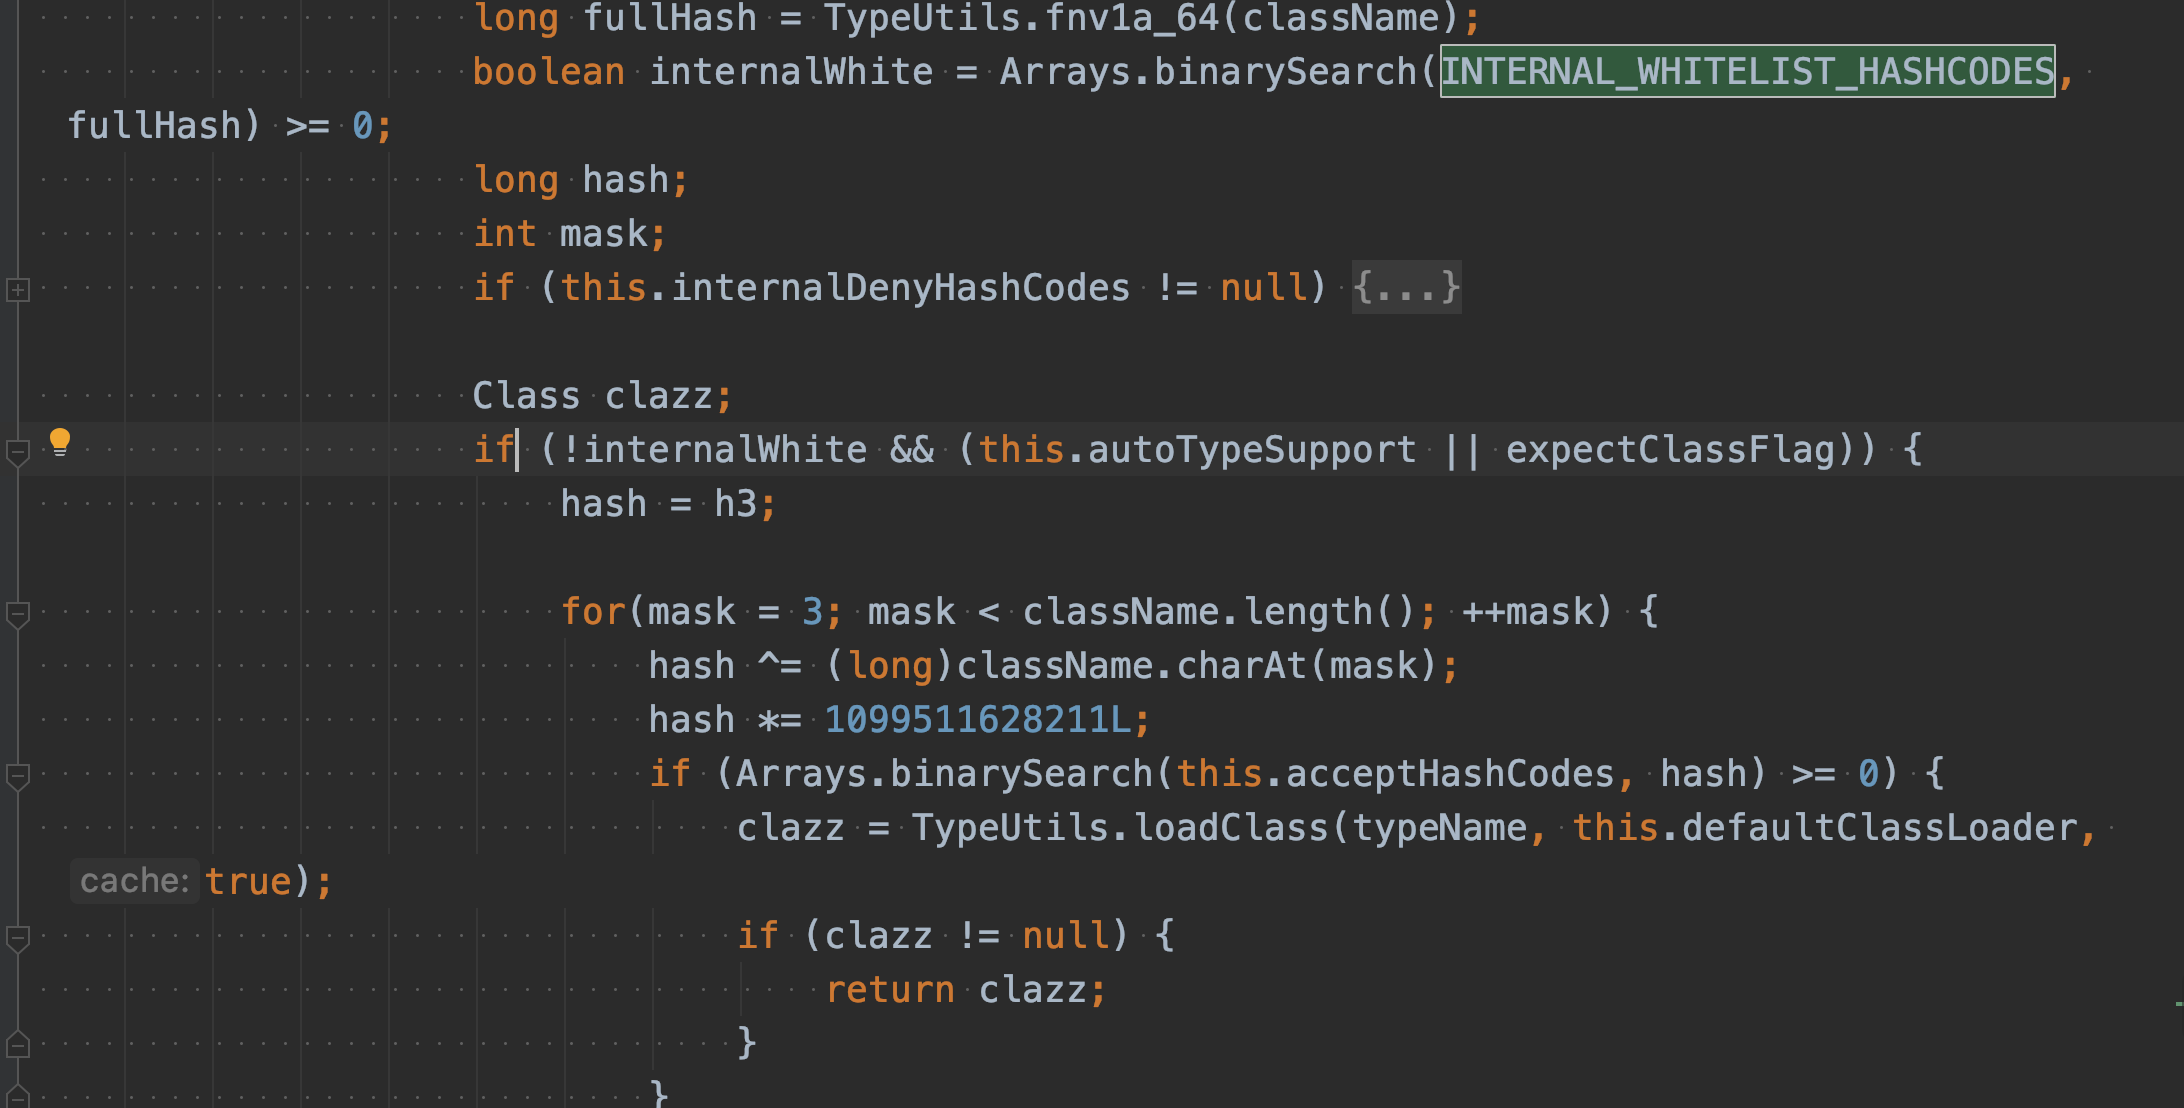 long fullHash = TypeUtils.fnv1a_64(className);
boolean internalWhite = Arrays.binarySearch(INTERNAL_WHITELIST_HASHCODES,
fullHash) >= 0;
long hash;
int mask;
if (this.internalDenyHashCodes != null) {...}
Class clazz;
if (!internalWhite && (this.autoTypeSupport || expectClassFlag)) {
hash = h3;
for(mask = 3; mask < className.length(); ++mask) {
hash ^= (long)className.charAt(mask);
hash *= 1099511628211L;
if (Arrays.binarySearch(this.acceptHashCodes, hash) >= 0) {
clazz = TypeUtils.loadClass(typeName, this.defaultClassLoader,
cache: true);
if (clazz != null) {
return clazz;
}
}